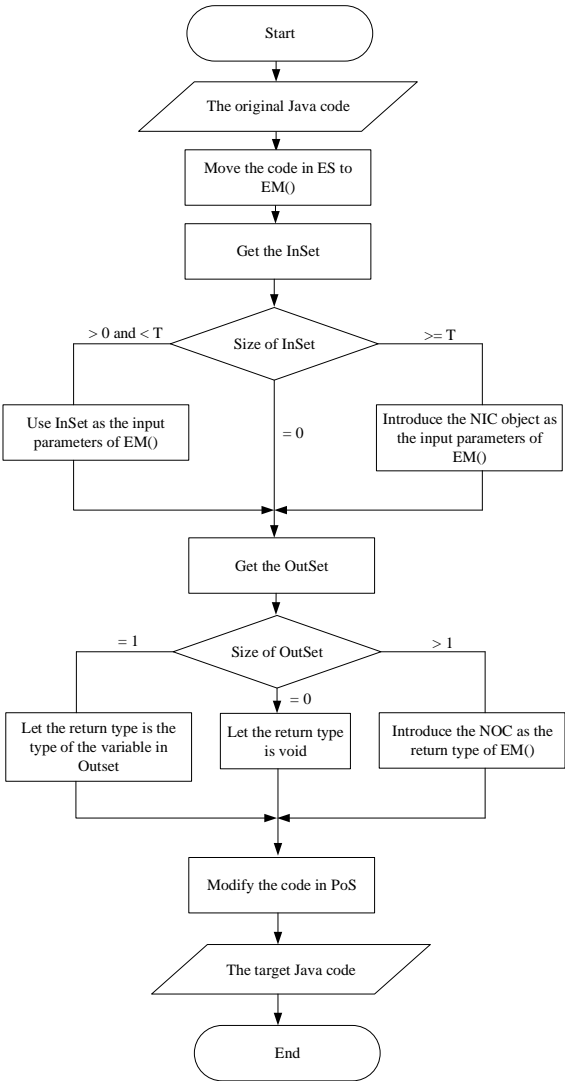 Start
The original Java code
Move the code in ES to
EM()
Get the InSet
> 0 and < T
Size of InSet
>= T
Use InSet as the input
parameters of EM()
= 0
Introduce the NIC object as
the input parameters of
EM()
Get the OutSet
= 1
Size of OutSet
> 1
= 0
Let the return type is the
type of the variable in
Outset
Let the return type
is void
Introduce the NOC as the
return type of EM()
Modify the code in PoS
The target Java code
End